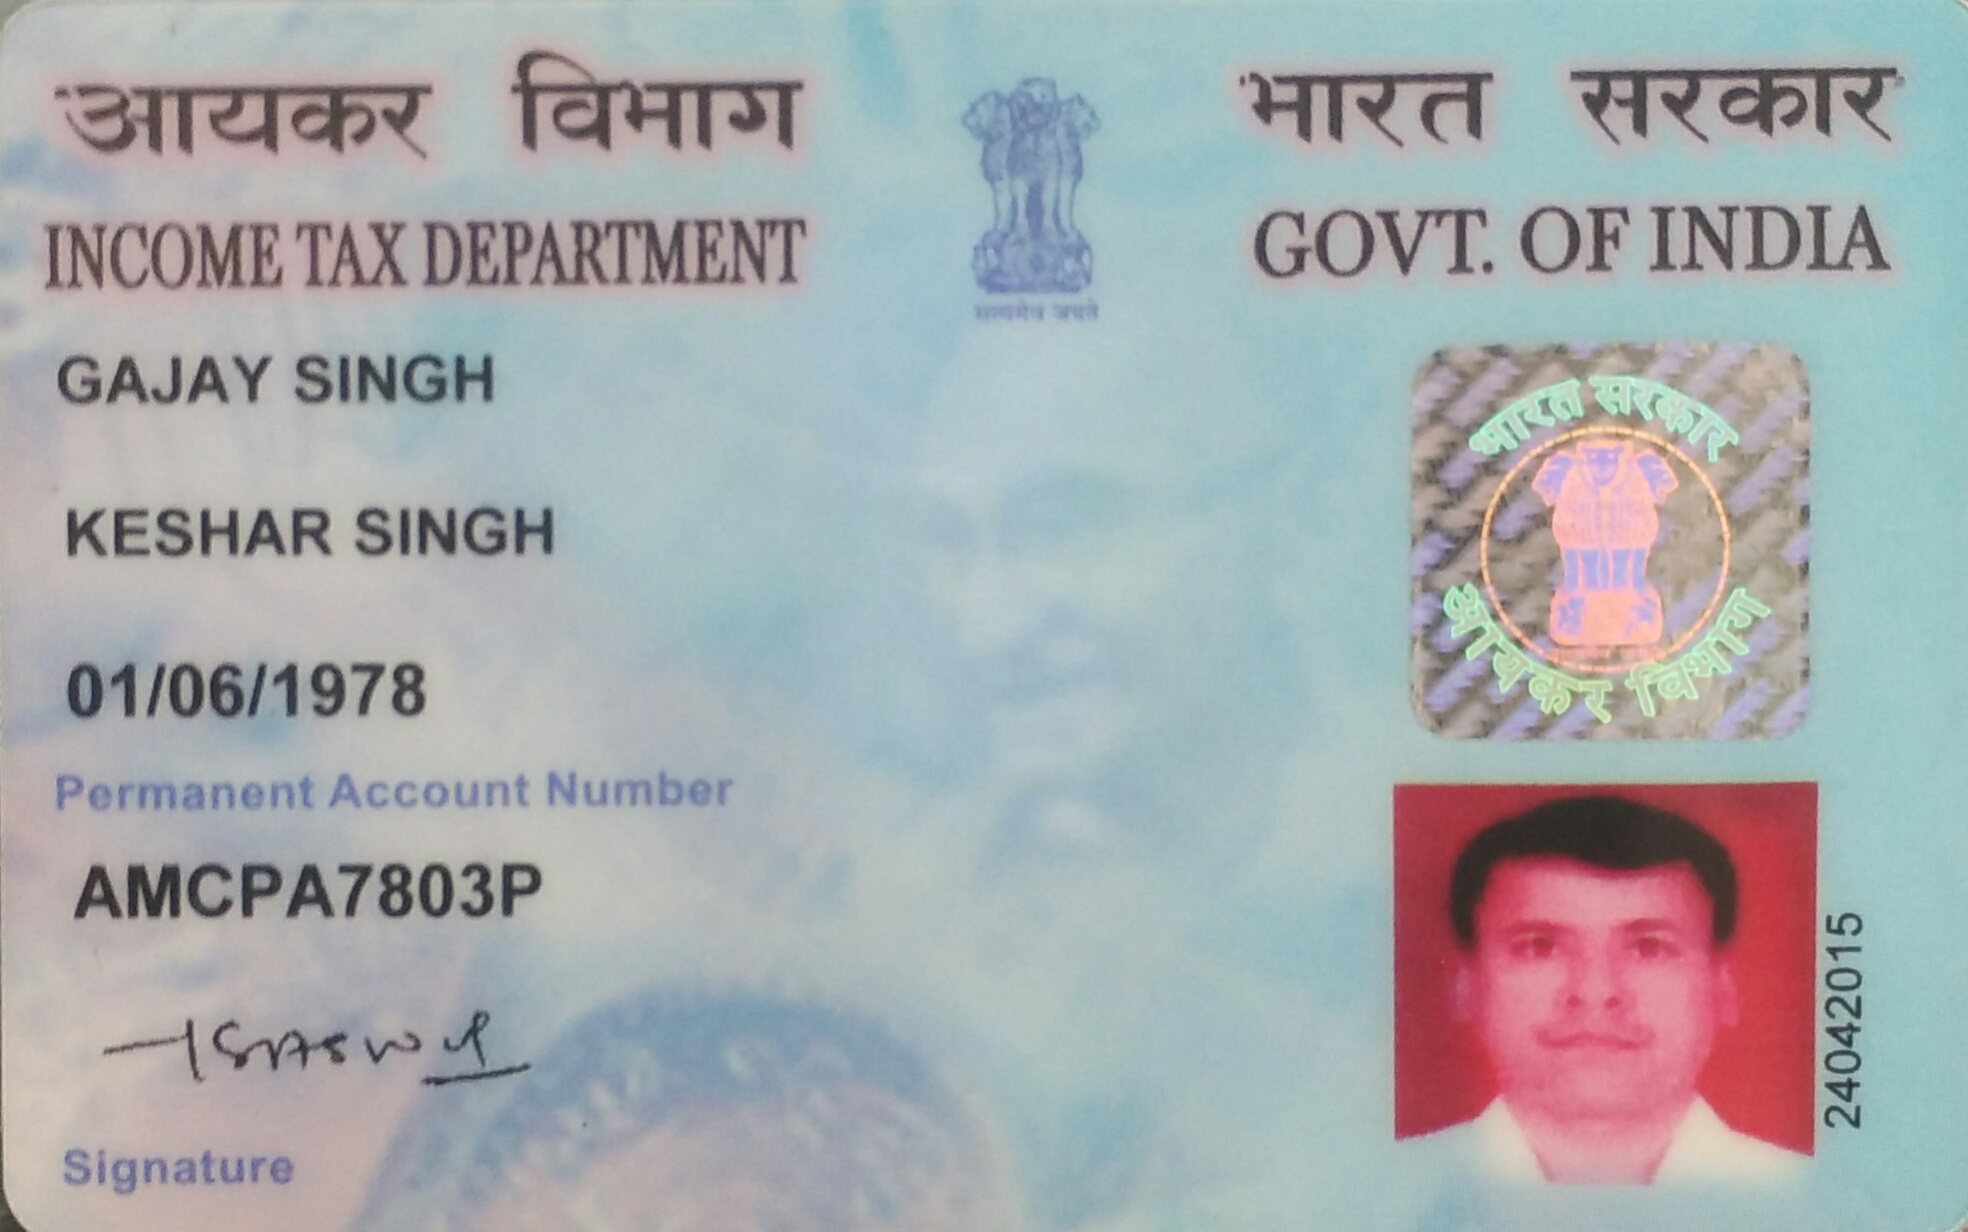 आयकर विभाग
भारत सरकार
INCOME TAX DEPARTMENT
GOVT. OF INDIA
सत्यमेव जयते
GAJAY SINGH
KESHAR SINGH
01/06/1978
Permanent Account Number
AMCPA7803P
Signature
भारत सरकार
आयकर विभाग
24042015